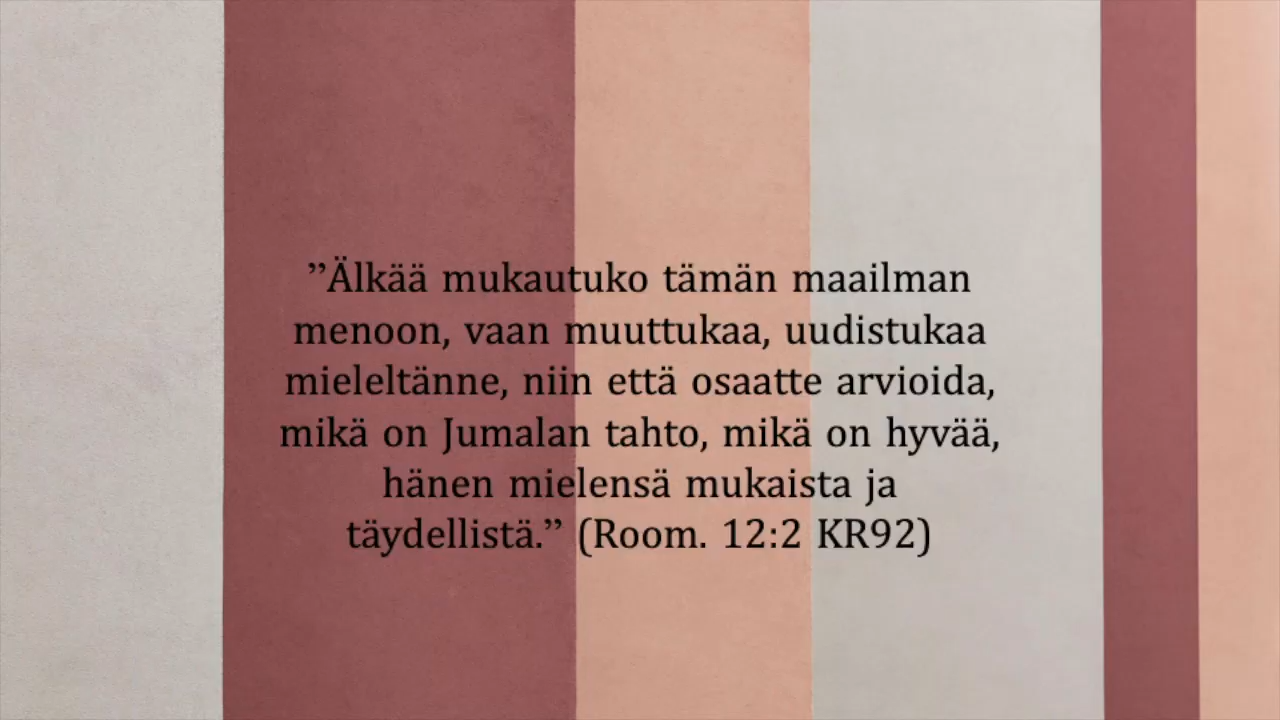 ”Älkää mukautuko tämän maailman
menoon, vaan muuttukaa, uudistukaa
mieleltänne, niin että osaatte arvioida,
mikä on Jumalan tahto, mikä on hyvää,
hänen mielensä mukaista ja
täydellistä.” (Room. 12:2 KR92)